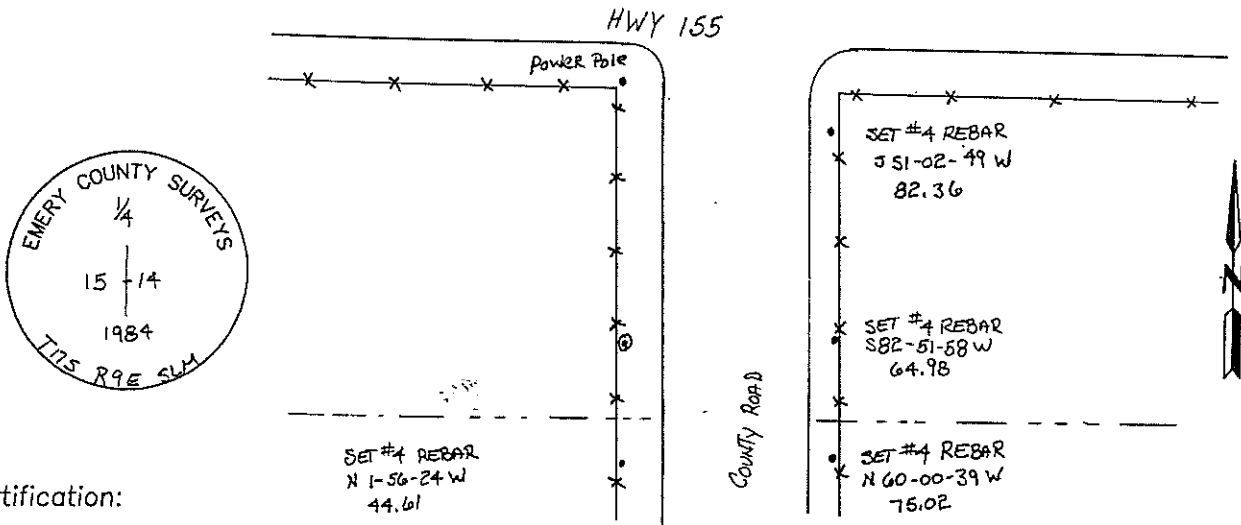 HWY 155
Power Pole
EMERY COUNTY SURVEYS
1/4
15 14
1984
T17S R9E SLM
SET #4 REBAR
S 51-02-49 W
82.36
SET #4 REBAR
S82-51-58 W
64.98
N
COUNTY ROAD
SET #4 REBAR
N 1-56-24 W
44.61
SET #4 REBAR
N 60-00-39 W
75.02
tification: